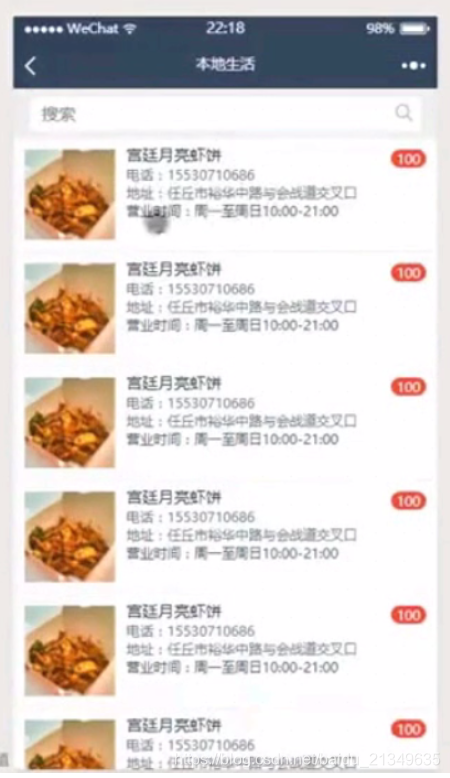 ●●●●● WeChat 22:18 98%
本地生活
搜索
宫廷月亮虾饼 100
电话：15530710686
地址：任丘市裕华中路与会战道交叉口
营业时间：周一至周日10:00-21:00
宫廷月亮虾饼 100
电话：15530710686
地址：任丘市裕华中路与会战道交叉口
营业时间：周一至周日10:00-21:00
宫廷月亮虾饼 100
电话：15530710686
地址：任丘市裕华中路与会战道交叉口
营业时间：周一至周日10:00-21:00
宫廷月亮虾饼 100
电话：15530710686
地址：任丘市裕华中路与会战道交叉口
营业时间：周一至周日10:00-21:00
宫廷月亮虾饼 100
电话：15530710686
地址：任丘市裕华中路与会战道交叉口
营业时间：周一至周日10:00-21:00
宫廷月亮虾饼 100
电话：15530710686